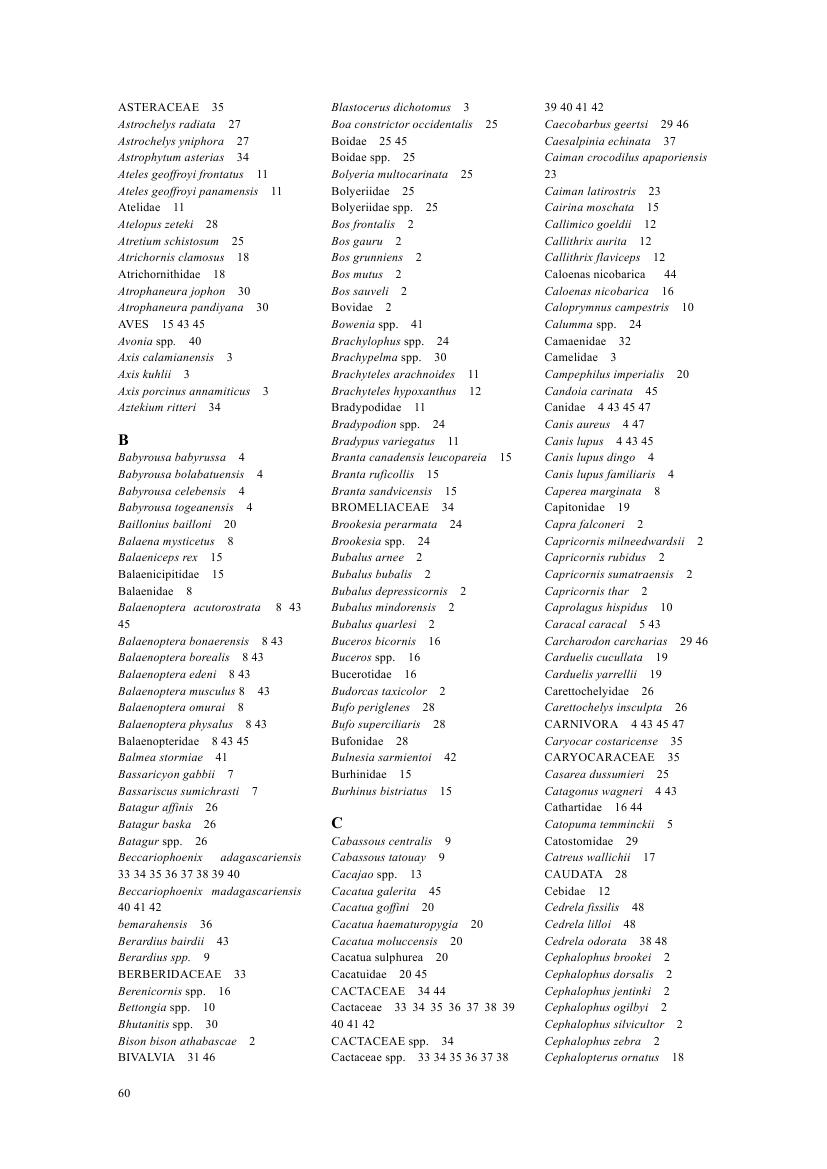 ASTERACEAE 35
Astrochelys radiata 27
Astrochelys yniphora 27
Astrophytum asterias 34
Ateles geoffroyi frontatus 11
Ateles geoffroyi panamensis 11
Atelidae 11
Atelopus zeteki 28
Atretium schistosum 25
Atrichornis clamosus 18
Atrichornithidae 18
Atrophaneura jophon 30
Atrophaneura pandiyana 30
AVES 15 43 45
Avonia spp. 40
Axis calamianensis 3
Axis kuhlii 3
Axis porcinus annamiticus 3
Aztekium ritteri 34
B
Babyrousa babyrussa 4
Babyrousa bolabatuensis 4
Babyrousa celebensis 4
Babyrousa togeanensis 4
Baillonius bailloni 20
Balaena mysticetus 8
Balaeniceps rex 15
Balaenicipitidae 15
Balaenidae 8
Balaenoptera acutorostrata 8 43
45
Balaenoptera bonaerensis 8 43
Balaenoptera borealis 8 43
Balaenoptera edeni 8 43
Balaenoptera musculus 8 43
Balaenoptera omurai 8
Balaenoptera physalus 8 43
Balaenopteridae 8 43 45
Balmea stormiae 41
Bassaricyon gabbii 7
Bassariscus sumichrasti 7
Batagur affinis 26
Batagur baska 26
Batagur spp. 26
Beccariophoenix adagascariensis
33 34 35 36 37 38 39 40
Beccariophoenix madagascariensis
40 41 42
bemarahensis 36
Berardius bairdii 43
Berardius spp. 9
BERBERIDACEAE 33
Berenicornis spp. 16
Bettongia spp. 10
Bhutanitis spp. 30
Bison bison athabascae 2
BIVALVIA 31 46
Blastocerus dichotomus 3
Boa constrictor occidentalis 25
Boidae 25 45
Boidae spp. 25
Bolyeria multocarinata 25
Bolyeriidae 25
Bolyeriidae spp. 25
Bos frontalis 2
Bos gauru 2
Bos grunniens 2
Bos mutus 2
Bos sauveli 2
Bovidae 2
Bowenia spp. 41
Brachylophus spp. 24
Brachypelma spp. 30
Brachyteles arachnoides 11
Brachyteles hypoxanthus 12
Bradypodidae 11
Bradypodion spp. 24
Bradypus variegatus 11
Branta canadensis leucopareia 15
Branta ruficollis 15
Branta sandvicensis 15
BROMELIACEAE 34
Brookesia perarmata 24
Brookesia spp. 24
Bubalus arnee 2
Bubalus bubalis 2
Bubalus depressicornis 2
Bubalus mindorensis 2
Bubalus quarlesi 2
Buceros bicornis 16
Buceros spp. 16
Bucerotidae 16
Budorcas taxicolor 2
Bufo periglenes 28
Bufo superciliaris 28
Bufonidae 28
Bulnesia sarmientoi 42
Burhinidae 15
Burhinus bistriatus 15
C
Cabassous centralis 9
Cabassous tatouay 9
Cacajao spp. 13
Cacatua galerita 45
Cacatua goffini 20
Cacatua haematuropygia 20
Cacatua moluccensis 20
Cacatua sulphurea 20
Cacatuidae 20 45
CACTACEAE 34 44
Cactaceae 33 34 35 36 37 38 39
40 41 42
CACTACEAE spp. 34
Cactaceae spp. 33 34 35 36 37 38
39 40 41 42
Caecobarbus geertsi 29 46
Caesalpinia echinata 37
Caiman crocodilus apaporiensis
23
Caiman latirostris 23
Cairina moschata 15
Callimico goeldii 12
Callithrix aurita 12
Callithrix flaviceps 12
Caloenas nicobarica 44
Caloenas nicobarica 16
Caloprymnus campestris 10
Calumma spp. 24
Camaenidae 32
Camelidae 3
Campephilus imperialis 20
Candoia carinata 45
Canidae 4 43 45 47
Canis aureus 4 47
Canis lupus 4 43 45
Canis lupus dingo 4
Canis lupus familiaris 4
Caperea marginata 8
Capitonidae 19
Capra falconeri 2
Capricornis milneedwardsii 2
Capricornis rubidus 2
Capricornis sumatraensis 2
Capricornis thar 2
Caprolagus hispidus 10
Caracal caracal 5 43
Carcharodon carcharias 29 46
Carduelis cucullata 19
Carduelis yarrellii 19
Carettochelyidae 26
Carettochelys insculpta 26
CARNIVORA 4 43 45 47
Caryocar costaricense 35
CARYOCARACEAE 35
Casarea dussumieri 25
Catagonus wagneri 4 43
Cathartidae 16 44
Catopuma temminckii 5
Catostomidae 29
Catreus wallichii 17
CAUDATA 28
Cebidae 12
Cedrela fissilis 48
Cedrela lilloi 48
Cedrela odorata 38 48
Cephalophus brookei 2
Cephalophus dorsalis 2
Cephalophus jentinki 2
Cephalophus ogilbyi 2
Cephalophus silvicultor 2
Cephalophus zebra 2
Cephalopterus ornatus 18
60